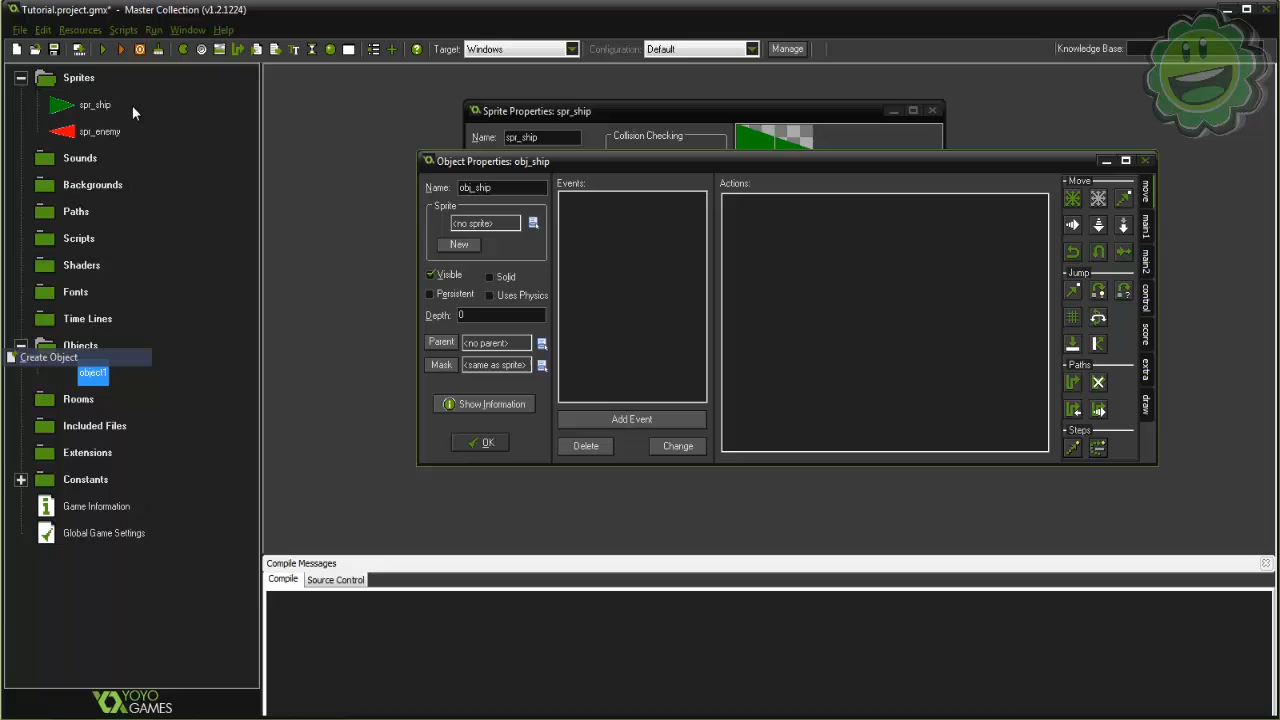 Tutorial.project.gmx* - Master Collection (v1.2.1224)
File Edit Resources Scripts Run Window Help
Target: Windows Configuration: Default Manage Knowledge Base:
Sprites
spr_ship
spr_enemy
Sounds
Backgrounds
Paths
Scripts
Shaders
Fonts
Time Lines
Objects
Create Object
object1
Rooms
Included Files
Extensions
Constants
Game Information
Global Game Settings
YOYO
GAMES
Sprite Properties: spr_ship
Name: spr_ship Collision Checking
Object Properties: obj_ship
Name: obj_ship
Sprite
<no sprite>
New
Visible Solid
Persistent Uses Physics
Depth: 0
Parent <no parent>
Mask <same as sprite>
Show Information
OK
Events:
Add Event
Delete Change
Actions:
Move
Jump
Paths
Steps
move
main1
main2
control
score
extra
draw
Compile Messages
Compile Source Control